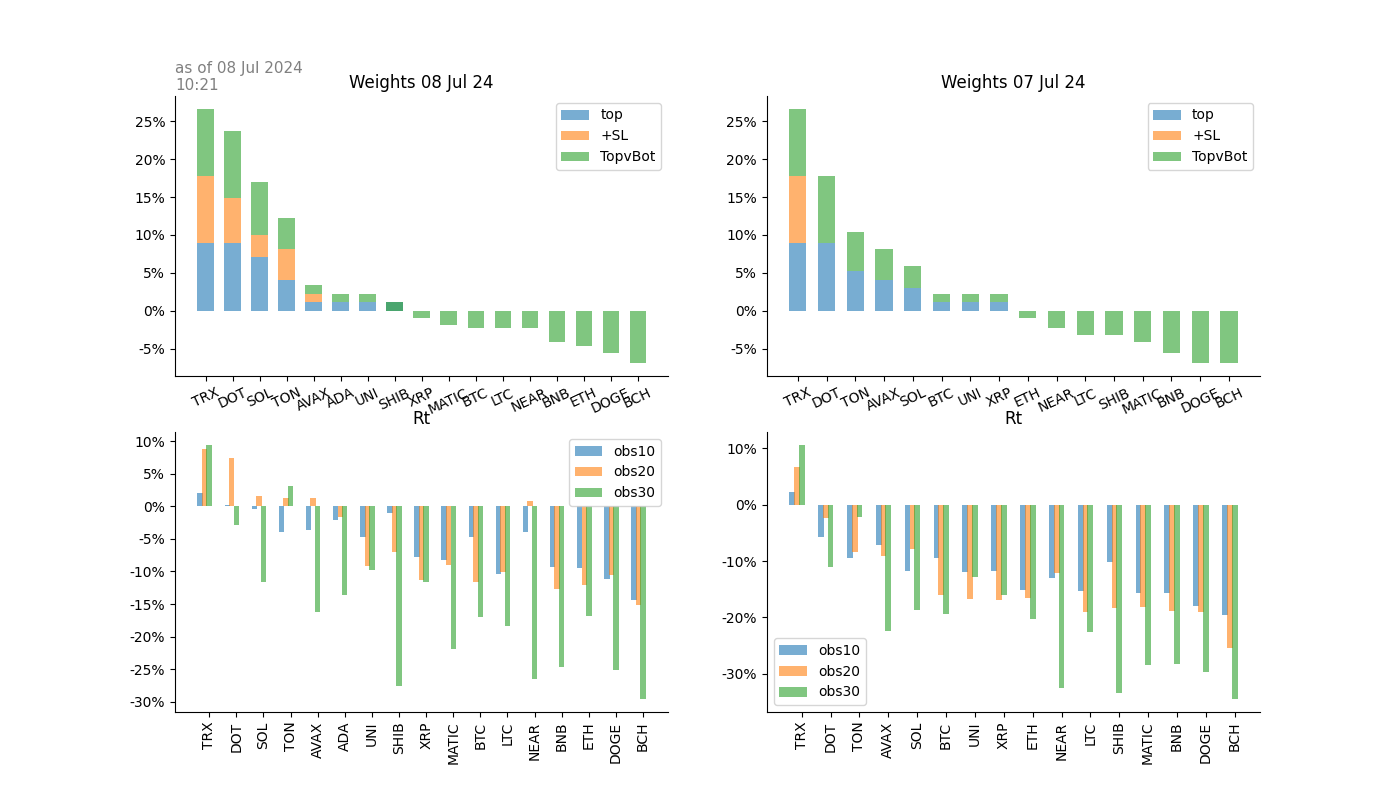 as of 08 Jul 2024
10:21
Weights 08 Jul 24
25%
20%
15%
10%
5%
0%
-5%
top
+SL
TopvBot
TRX DOT SOL TON AVAX ADA UNI SHIB XRP MATIC BTC LTC NEAR BNB ETH DOGE BCH
Weights 07 Jul 24
25%
20%
15%
10%
5%
0%
-5%
top
+SL
TopvBot
TRX DOT TON AVAX SOL BTC UNI XRP ETH NEAR LTC SHIB MATIC BNB DOGE BCH
Rt
10%
5%
0%
-5%
-10%
-15%
-20%
-25%
-30%
obs10
obs20
obs30
TRX DOT SOL TON AVAX ADA UNI SHIB XRP MATIC BTC LTC NEAR BNB ETH DOGE BCH
Rt
10%
0%
-10%
-20%
-30%
obs10
obs20
obs30
TRX DOT TON AVAX SOL BTC UNI XRP ETH NEAR LTC SHIB MATIC BNB DOGE BCH